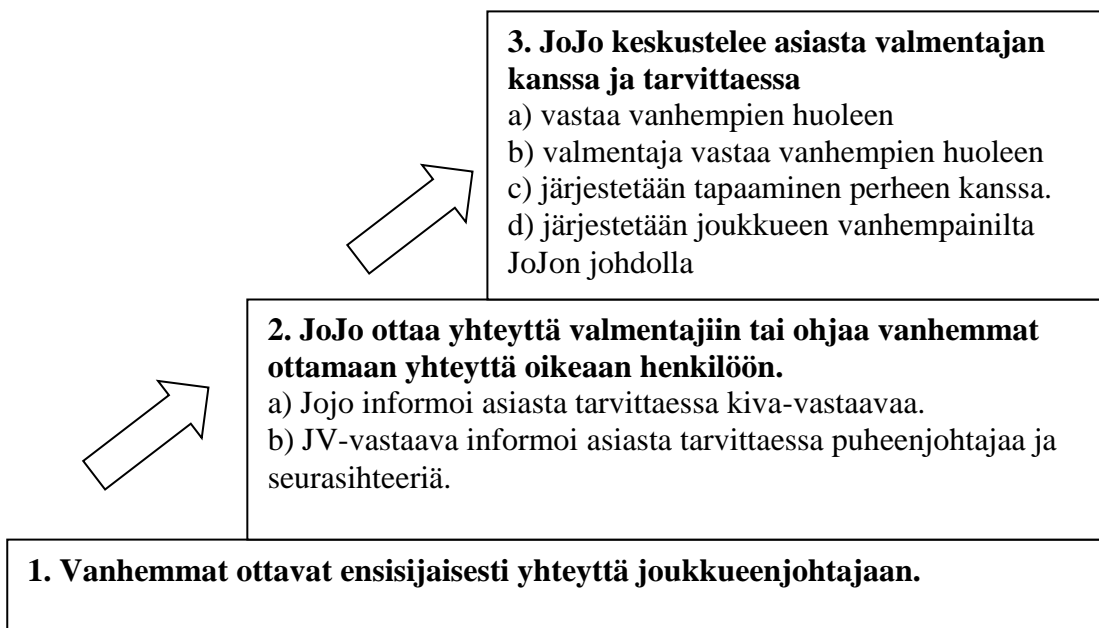 3. JoJo keskustelee asiasta valmentajan
kanssa ja tarvittaessa
a) vastaa vanhempien huoleen
b) valmentaja vastaa vanhempien huoleen
c) järjestetään tapaaminen perheen kanssa.
d) järjestetään joukkueen vanhempainilta
JoJon johdolla
2. JoJo ottaa yhteyttä valmentajiin tai ohjaa vanhemmat
ottamaan yhteyttä oikeaan henkilöön.
a) Jojo informoi asiasta tarvittaessa kiva-vastaavaa.
b) JV-vastaava informoi asiasta tarvittaessa puheenjohtajaa ja
seurasihteeriä.
1. Vanhemmat ottavat ensisijaisesti yhteyttä joukkueenjohtajaan.